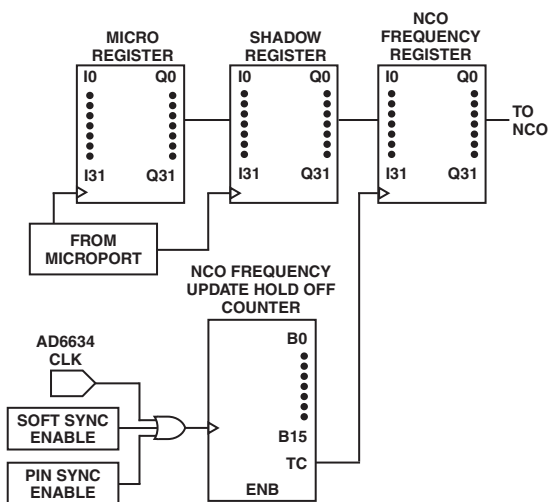 MICRO
REGISTER
I0 Q0
I31 Q31
SHADOW
REGISTER
I0 Q0
I31 Q31
NCO
FREQUENCY
REGISTER
I0 Q0
I31 Q31
TO
NCO
FROM
MICROPORT
NCO FREQUENCY
UPDATE HOLD OFF
COUNTER
B0
B15
TC
ENB
AD6634
CLK
SOFT SYNC
ENABLE
PIN SYNC
ENABLE